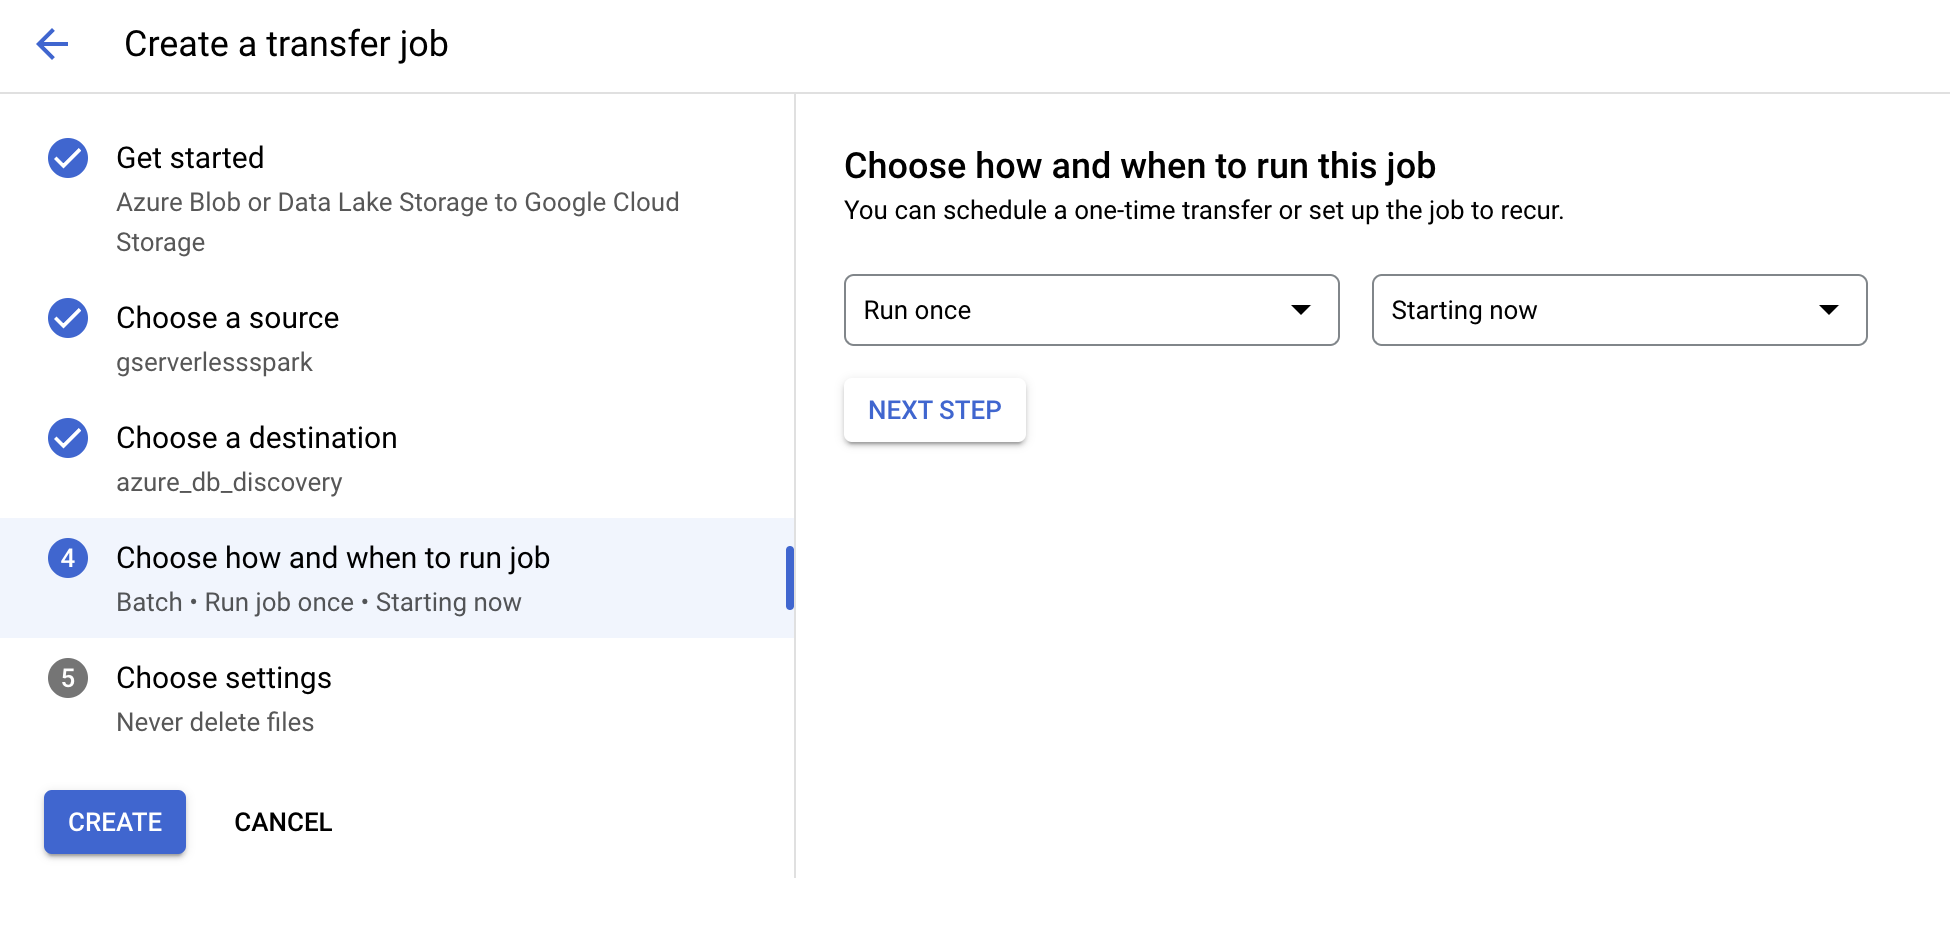 Create a transfer job
Get started
Azure Blob or Data Lake Storage to Google Cloud
Storage
Choose a source
gserverlessspark
Choose a destination
azure_db_discovery
4
Choose how and when to run job
Batch • Run job once • Starting now
5
Choose settings
Never delete files
CREATE
CANCEL
Choose how and when to run this job
You can schedule a one-time transfer or set up the job to recur.
Run once
Starting now
NEXT STEP